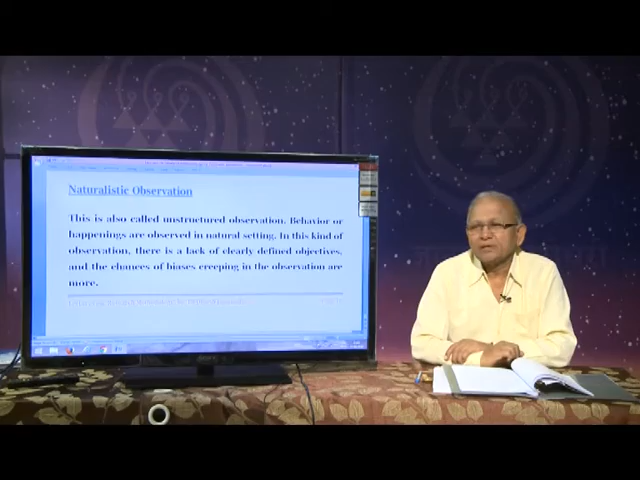 Naturalistic Observation
This is also called unstructured observation. Behavior or
happenings are observed in natural setting. In this kind of
observation, there is a lack of clearly defined objectives,
and the chances of biases creeping in the observation are
more.